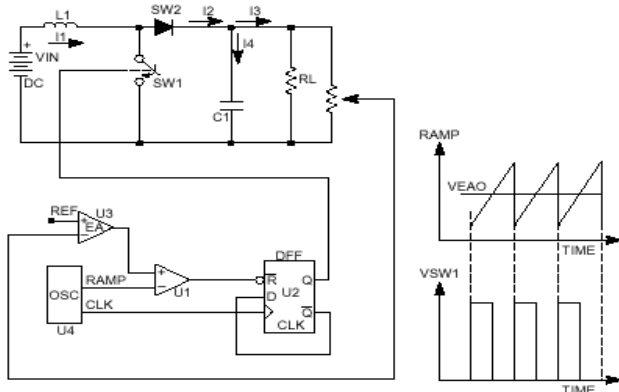 SW2
L1
I2
I3
I1
I4
+
VIN
DC
SW1
RL
C1
RAMP
VEAO
TIME
VSW1
TIME
REF
U3
+
EA
−
DFF
+
−
U1
R
Q
D
U2
Q
CLK
OSC
RAMP
CLK
U4